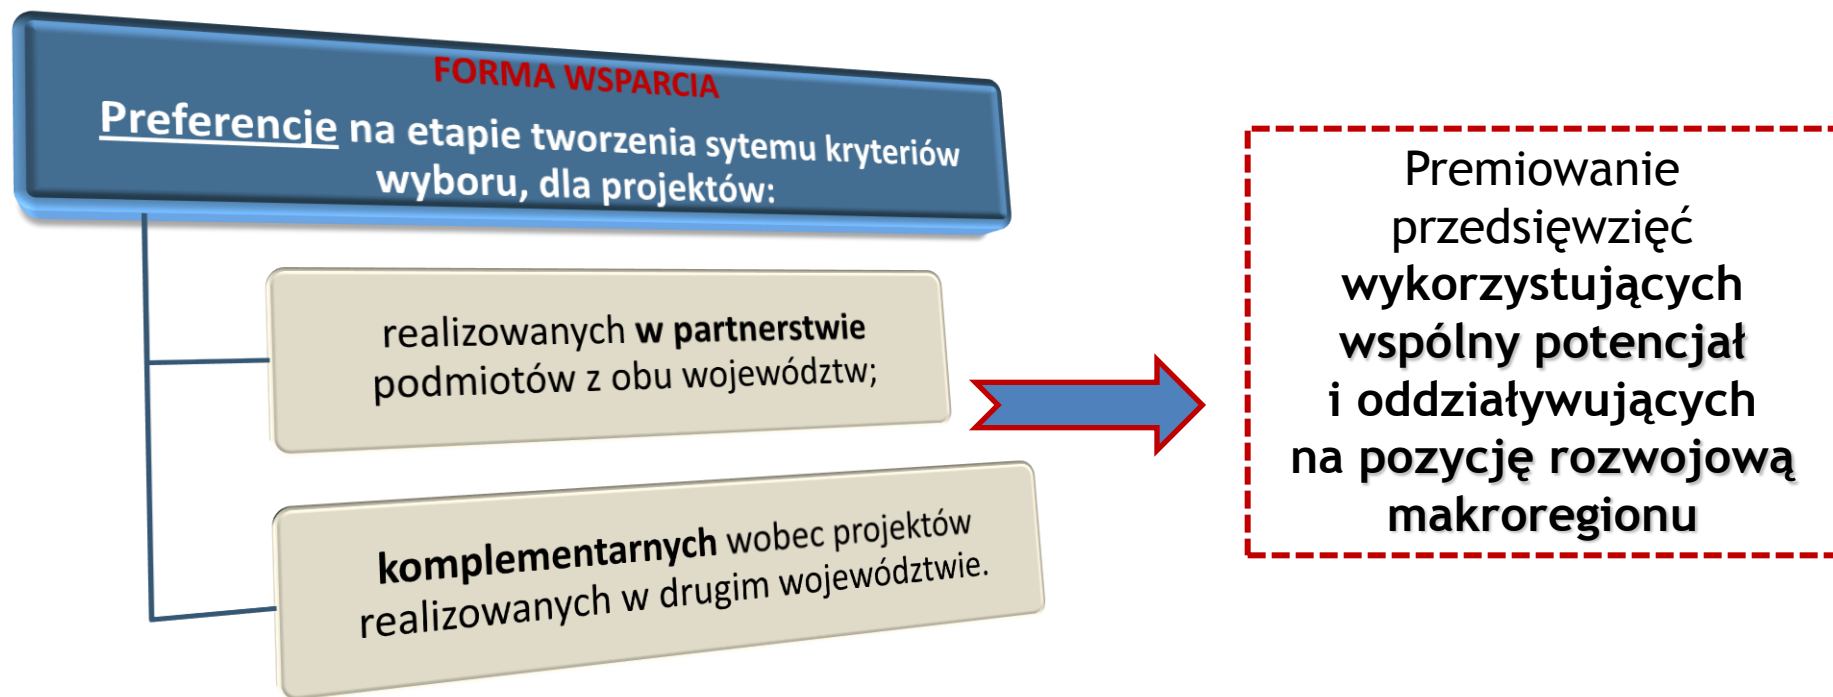 FORMA WSPARCIA
Preferencje na etapie tworzenia sytemu kryteriów
wyboru, dla projektów:
realizowanych w partnerstwie
podmiotów z obu województw;
komplementarnych wobec projektów
realizowanych w drugim województwie.
Premiowanie
przedsięwzięć
wykorzystujących
wspólny potencjał
i oddziaływujących
na pozycję rozwojową
makroregionu